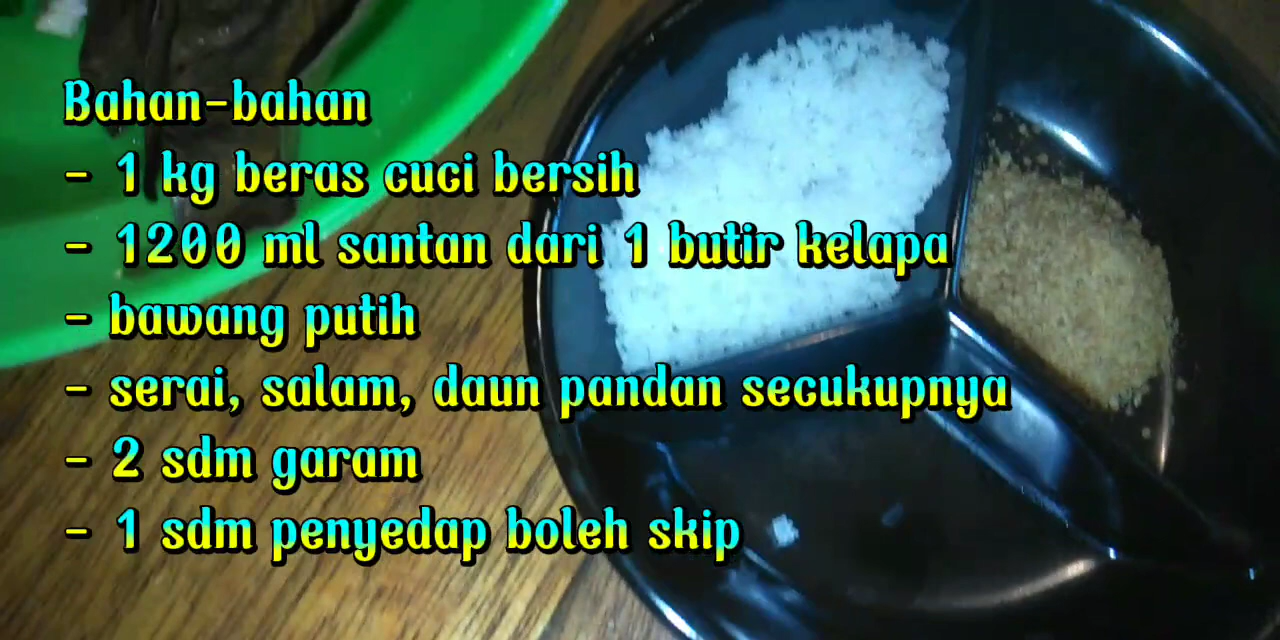 Bahan-bahan
- 1 kg beras cuci bersih
- 1200 ml santan dari 1 butir kelapa
- bawang putih
- serai, salam, daun pandan secukupnya
- 2 sdm garam
- 1 sdm penyedap boleh skip